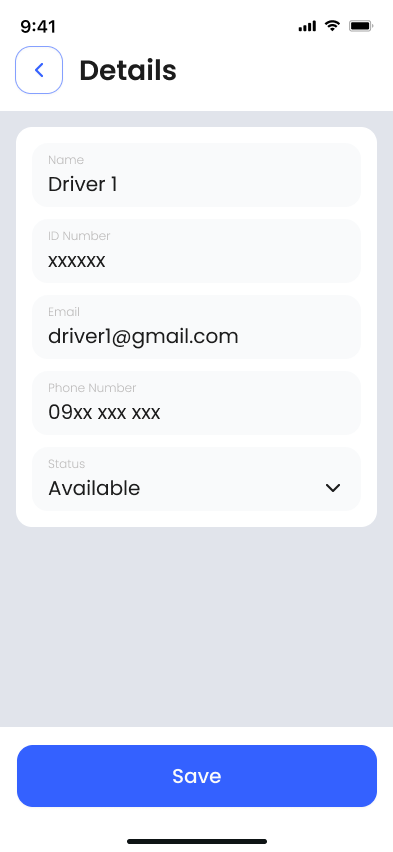 9:41
Details
Name
Driver 1
ID Number
xxxxxx
Email
driver1@gmail.com
Phone Number
09xx xxx xxx
Status
Available
Save